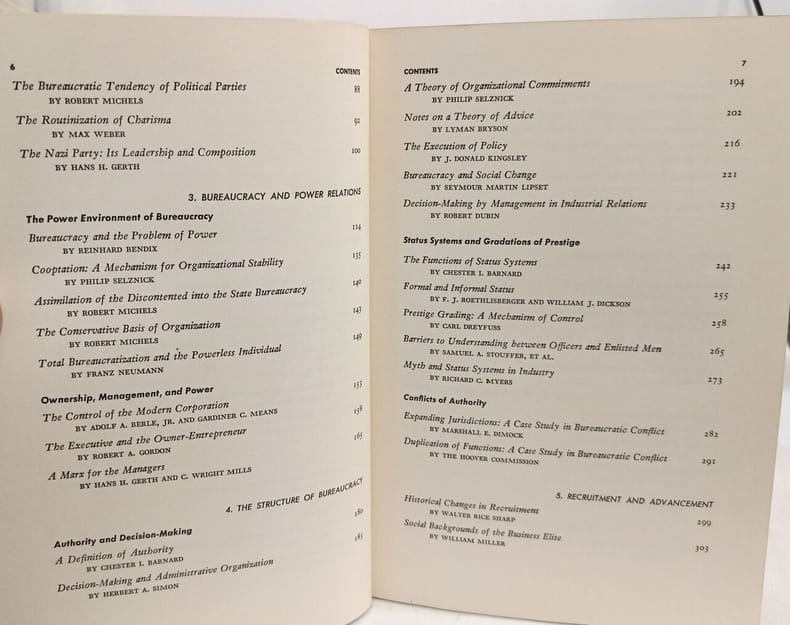 6 CONTENTS
The Bureaucratic Tendency of Political Parties 88
BY ROBERT MICHELS
The Routinization of Charisma 92
BY MAX WEBER
The Nazi Party: Its Leadership and Composition 100
BY HANS H. GERTH
3. BUREAUCRACY AND POWER RELATIONS
The Power Environment of Bureaucracy
Bureaucracy and the Problem of Power 114
BY REINHARD BENDIX
Cooptation: A Mechanism for Organizational Stability 135
BY PHILIP SELZNICK
Assimilation of the Discontented into the State Bureaucracy 140
BY ROBERT MICHELS
The Conservative Basis of Organization 143
BY ROBERT MICHELS
Total Bureaucratization and the Powerless Individual 149
BY FRANZ NEUMANN
Ownership, Management, and Power
The Control of the Modern Corporation 153
BY ADOLF A. BERLE, JR. AND GARDINER C. MEANS
The Executive and the Owner-Entrepreneur 158
BY ROBERT A. GORDON
A Marx for the Managers 165
BY HANS H. GERTH AND C. WRIGHT MILLS
4. THE STRUCTURE OF BUREAUCRACY
Authority and Decision-Making
A Definition of Authority 180
BY CHESTER I. BARNARD
Decision-Making and Administrative Organization 185
BY HERBERT A. SIMON
CONTENTS 7
A Theory of Organizational Commitments 194
BY PHILIP SELZNICK
Notes on a Theory of Advice 202
BY LYMAN BRYSON
The Execution of Policy 216
BY J. DONALD KINGSLEY
Bureaucracy and Social Change 221
BY SEYMOUR MARTIN LIPSET
Decision-Making by Management in Industrial Relations 233
BY ROBERT DUBIN
Status Systems and Gradations of Prestige
The Functions of Status Systems 242
BY CHESTER I. BARNARD
Formal and Informal Status 255
BY F. J. ROETHLISBERGER AND WILLIAM J. DICKSON
Prestige Grading: A Mechanism of Control 258
BY CARL DREYFUSS
Barriers to Understanding between Officers and Enlisted Men 265
BY SAMUEL A. STOUFFER, ET AL.
Myth and Status Systems in Industry 273
BY RICHARD C. MYERS
Conflicts of Authority
Expanding Jurisdictions: A Case Study in Bureaucratic Conflict 282
BY MARSHALL E. DIMOCK
Duplication of Functions: A Case Study in Bureaucratic Conflict 291
BY THE HOOVER COMMISSION
5. RECRUITMENT AND ADVANCEMENT
Historical Changes in Recruitment 299
BY WALTER RICE SHARP
Social Backgrounds of the Business Elite 303
BY WILLIAM MILLER